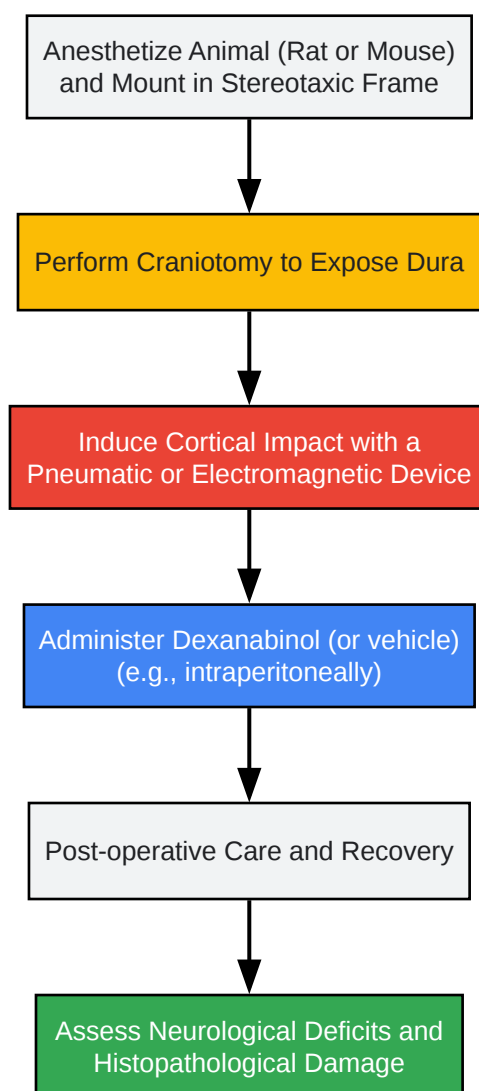 Anesthetize Animal (Rat or Mouse)
and Mount in Stereotaxic Frame
Perform Craniotomy to Expose Dura
Induce Cortical Impact with a
Pneumatic or Electromagnetic Device
Administer Dexanabinol (or vehicle)
(e.g., intraperitoneally)
Post-operative Care and Recovery
Assess Neurological Deficits and
Histopathological Damage